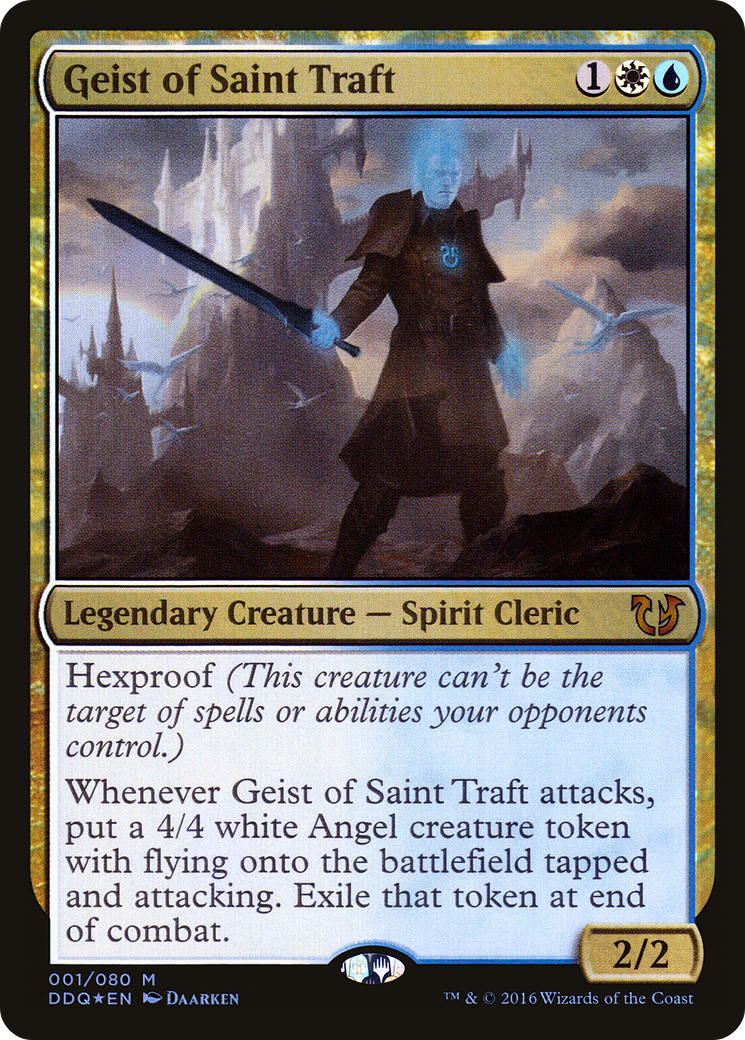 Geist of Saint Traft 1
Legendary Creature — Spirit Cleric
Hexproof (This creature can't be the
target of spells or abilities your opponents
control.)
Whenever Geist of Saint Traft attacks,
put a 4/4 white Angel creature token
with flying onto the battlefield tapped
and attacking. Exile that token at end
of combat.
2/2
001/080 M
DDQ★EN DAARKEN
™ & © 2016 Wizards of the Coast